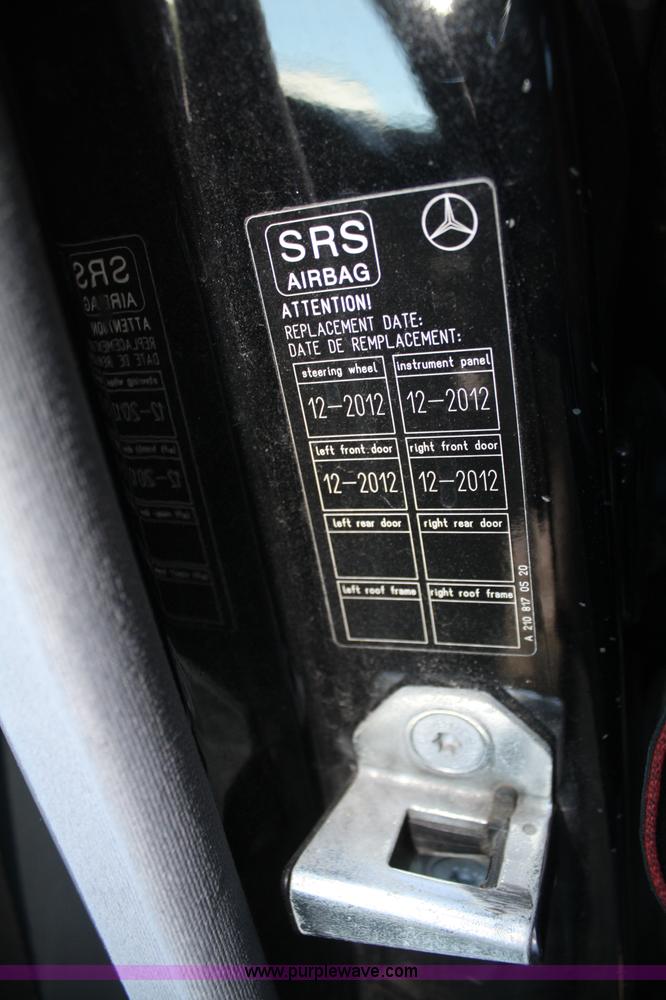 SRS
AIRBAG
ATTENTION!
REPLACEMENT DATE:
DATE DE REMPLACEMENT:
steering wheel instrument panel
12-2012 12-2012
left front.door right front door
12-2012 12-2012
left rear door right rear door
left roof frame right roof frame
A 210 817 05 20
www.purplewave.com